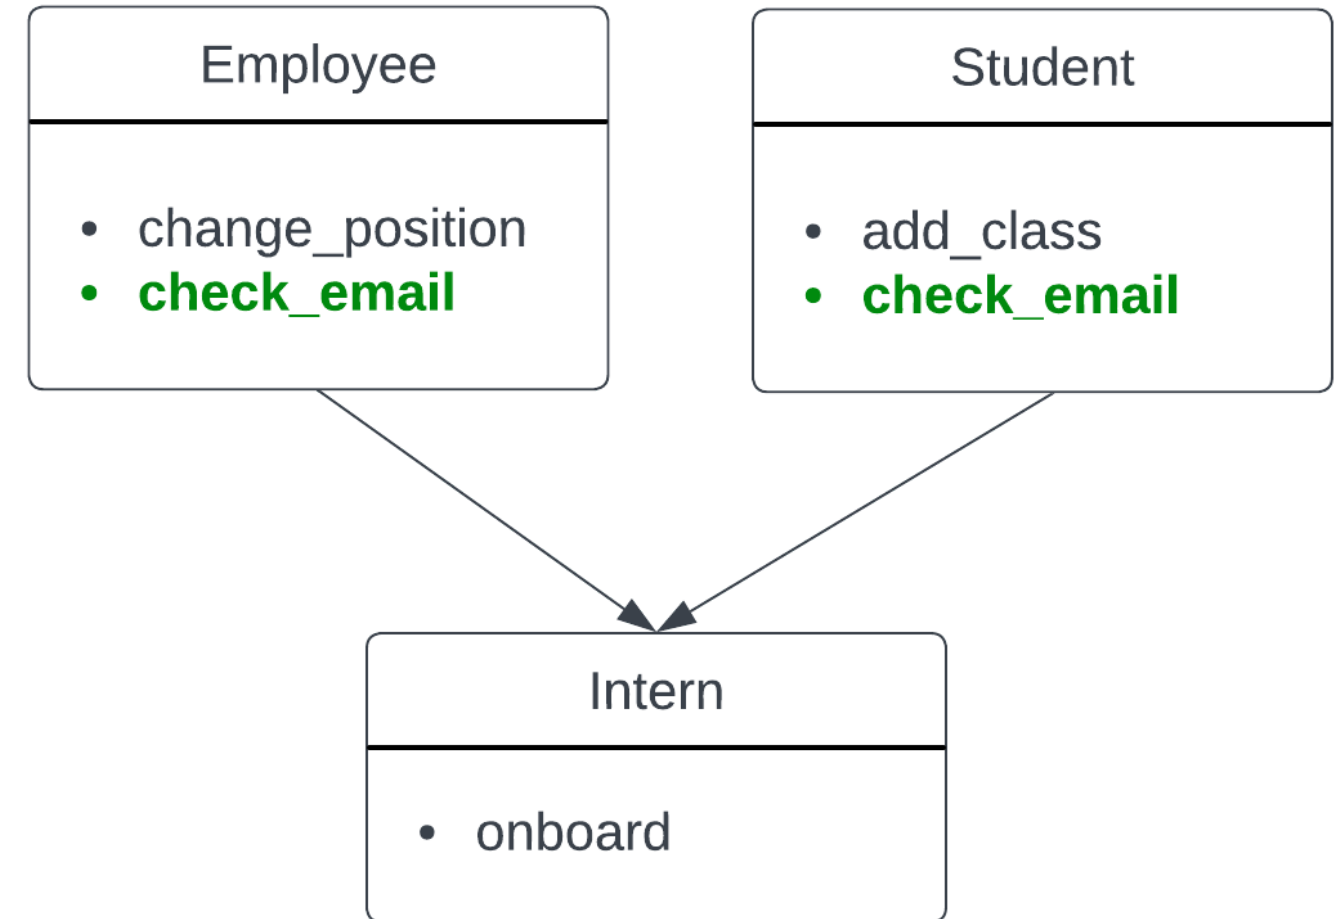 Employee
• change_position
• check_email
Student
• add_class
• check_email
Intern
• onboard